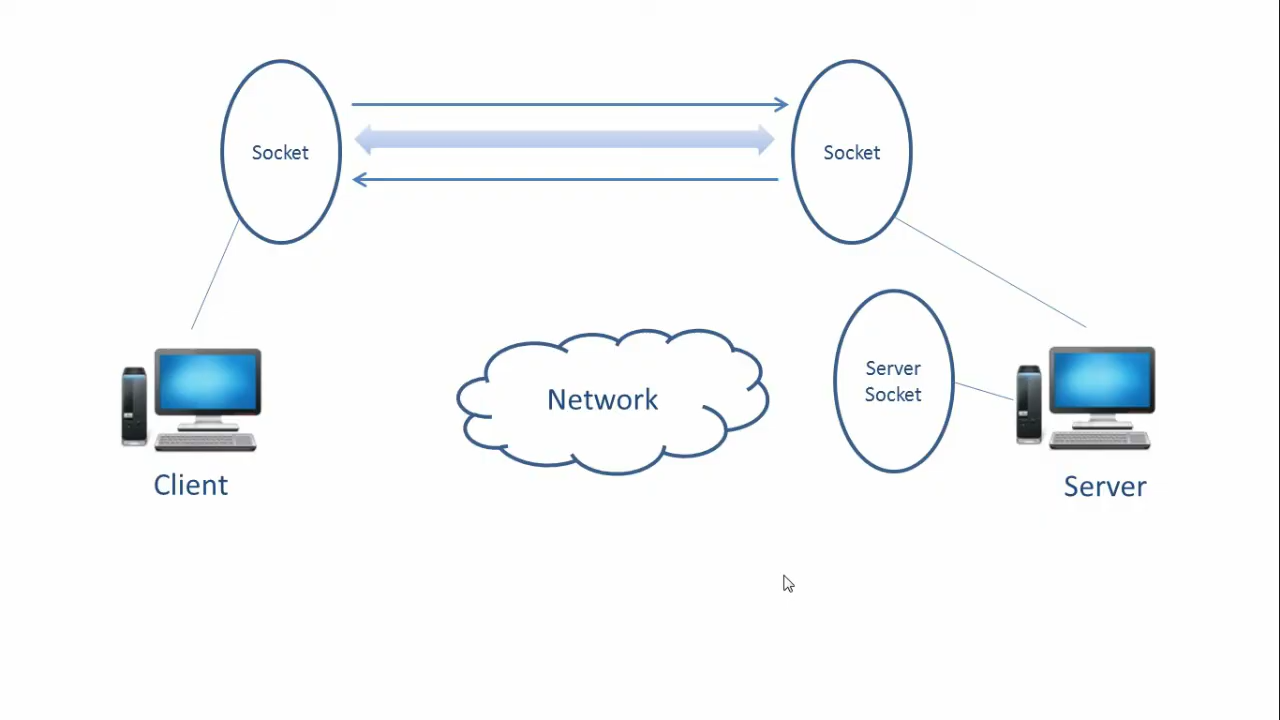 Socket
Socket
Server
Socket
Network
Client
Server